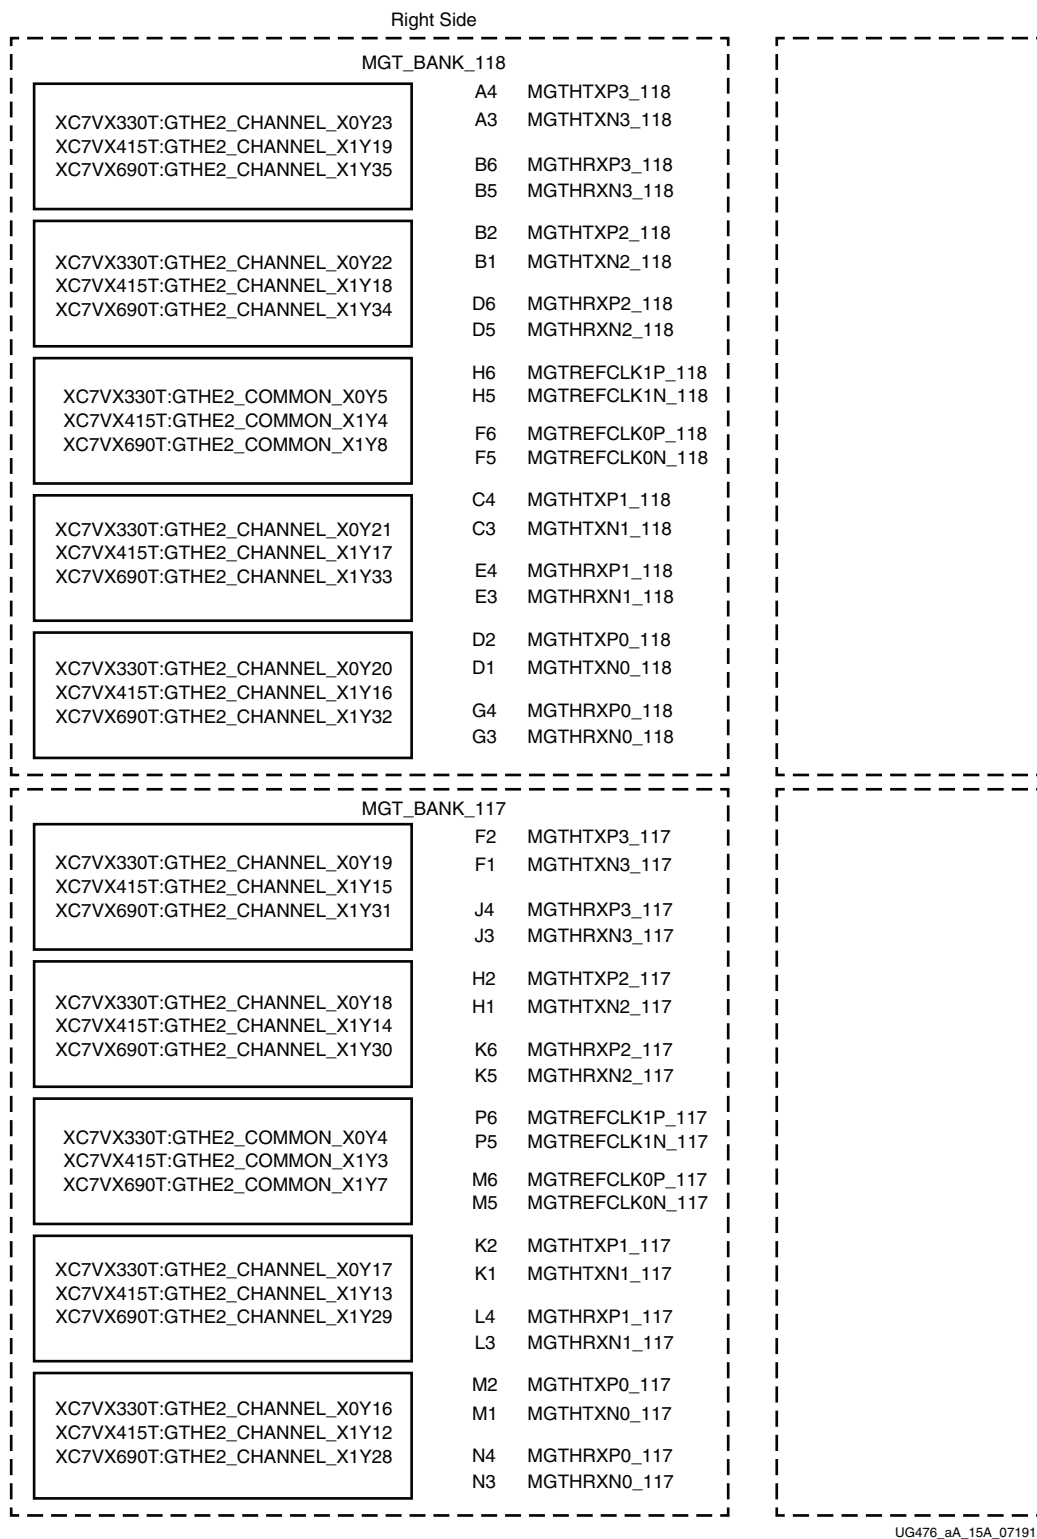 Right Side
MGT_BANK_118
A4 MGTHTXP3_118
XC7VX330T:GTHE2_CHANNEL_X0Y23
A3 MGTHTXN3_118
XC7VX415T:GTHE2_CHANNEL_X1Y19
XC7VX690T:GTHE2_CHANNEL_X1Y35
B6 MGTHRXP3_118
B5 MGTHRXN3_118
B2 MGTHTXP2_118
XC7VX330T:GTHE2_CHANNEL_X0Y22
B1 MGTHTXN2_118
XC7VX415T:GTHE2_CHANNEL_X1Y18
XC7VX690T:GTHE2_CHANNEL_X1Y34
D6 MGTHRXP2_118
D5 MGTHRXN2_118
H6 MGTREFCLK1P_118
XC7VX330T:GTHE2_COMMON_X0Y5
H5 MGTREFCLK1N_118
XC7VX415T:GTHE2_COMMON_X1Y4
XC7VX690T:GTHE2_COMMON_X1Y8
F6 MGTREFCLK0P_118
F5 MGTREFCLK0N_118
C4 MGTHTXP1_118
XC7VX330T:GTHE2_CHANNEL_X0Y21
C3 MGTHTXN1_118
XC7VX415T:GTHE2_CHANNEL_X1Y17
XC7VX690T:GTHE2_CHANNEL_X1Y33
E4 MGTHRXP1_118
E3 MGTHRXN1_118
D2 MGTHTXP0_118
XC7VX330T:GTHE2_CHANNEL_X0Y20
D1 MGTHTXN0_118
XC7VX415T:GTHE2_CHANNEL_X1Y16
XC7VX690T:GTHE2_CHANNEL_X1Y32
G4 MGTHRXP0_118
G3 MGTHRXN0_118
MGT_BANK_117
F2 MGTHTXP3_117
XC7VX330T:GTHE2_CHANNEL_X0Y19
F1 MGTHTXN3_117
XC7VX415T:GTHE2_CHANNEL_X1Y15
XC7VX690T:GTHE2_CHANNEL_X1Y31
J4 MGTHRXP3_117
J3 MGTHRXN3_117
H2 MGTHTXP2_117
XC7VX330T:GTHE2_CHANNEL_X0Y18
H1 MGTHTXN2_117
XC7VX415T:GTHE2_CHANNEL_X1Y14
XC7VX690T:GTHE2_CHANNEL_X1Y30
K6 MGTHRXP2_117
K5 MGTHRXN2_117
P6 MGTREFCLK1P_117
XC7VX330T:GTHE2_COMMON_X0Y4
P5 MGTREFCLK1N_117
XC7VX415T:GTHE2_COMMON_X1Y3
XC7VX690T:GTHE2_COMMON_X1Y7
M6 MGTREFCLK0P_117
M5 MGTREFCLK0N_117
K2 MGTHTXP1_117
XC7VX330T:GTHE2_CHANNEL_X0Y17
K1 MGTHTXN1_117
XC7VX415T:GTHE2_CHANNEL_X1Y13
XC7VX690T:GTHE2_CHANNEL_X1Y29
L4 MGTHRXP1_117
L3 MGTHRXN1_117
M2 MGTHTXP0_117
XC7VX330T:GTHE2_CHANNEL_X0Y16
M1 MGTHTXN0_117
XC7VX415T:GTHE2_CHANNEL_X1Y12
XC7VX690T:GTHE2_CHANNEL_X1Y28
N4 MGTHRXP0_117
N3 MGTHRXN0_117
UG476_aA_15A_07191